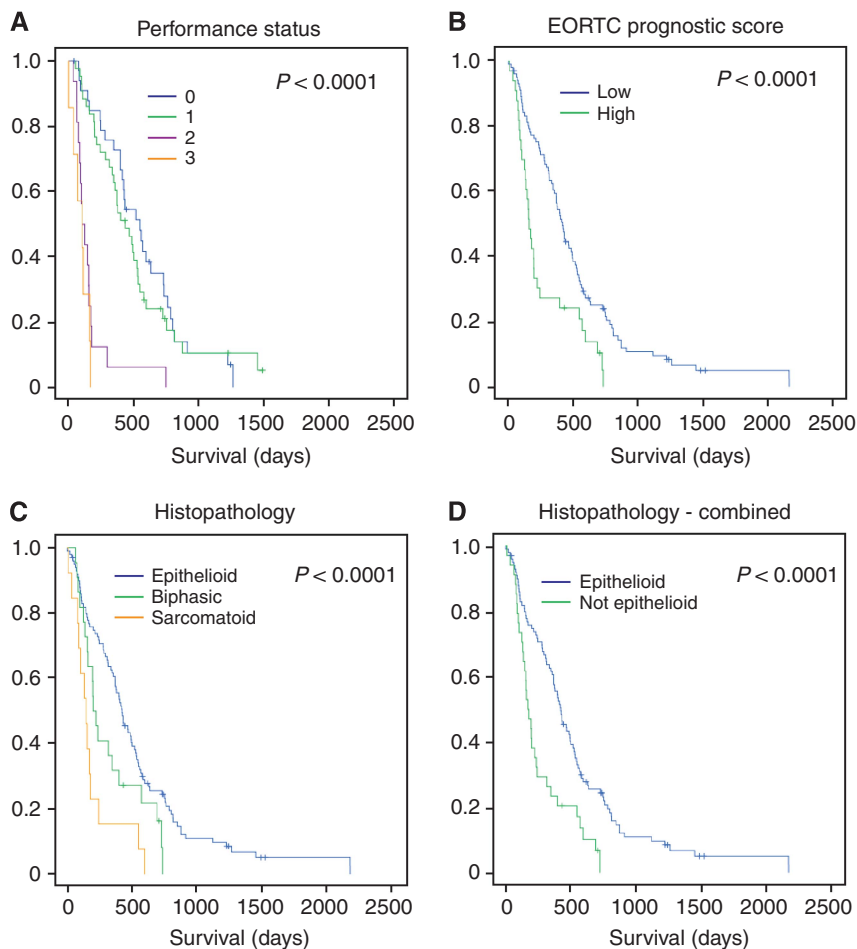 A
Performance status
1.0
0.8
0.6
0.4
0.2
0
0
1
2
3
P < 0.0001
0 500 1000 1500 2000 2500
Survival (days)
B
EORTC prognostic score
1.0
0.8
0.6
0.4
0.2
0
Low
High
P < 0.0001
0 500 1000 1500 2000 2500
Survival (days)
C
Histopathology
1.0
0.8
0.6
0.4
0.2
0
Epithelioid
Biphasic
Sarcomatoid
P < 0.0001
0 500 1000 1500 2000 2500
Survival (days)
D
Histopathology - combined
1.0
0.8
0.6
0.4
0.2
0
Epithelioid
Not epithelioid
P < 0.0001
0 500 1000 1500 2000 2500
Survival (days)